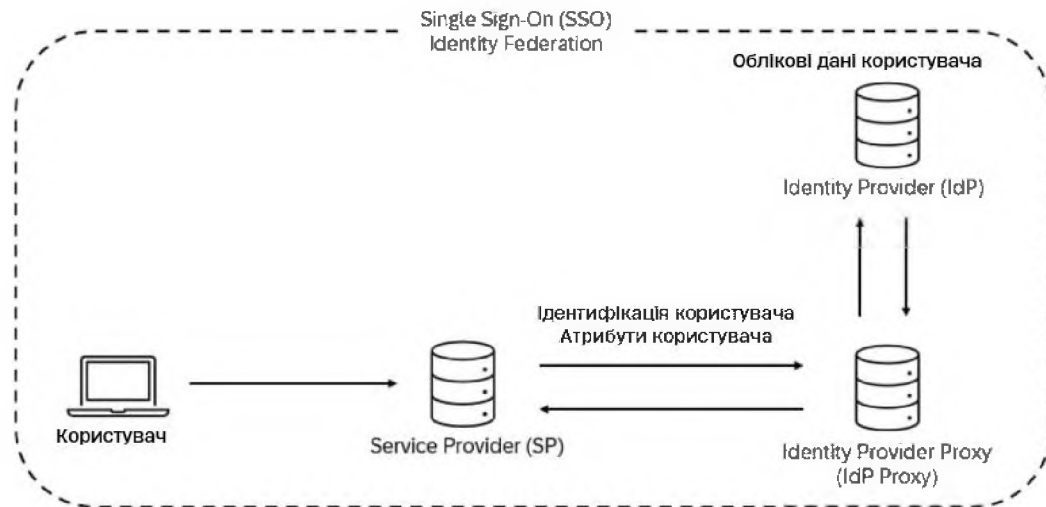 Single Sign-On (SSO)
Identity Federation
Облікові дані користувача
Identity Provider (IdP)
Ідентифікація користувача
Атрибути користувача
Користувач
Service Provider (SP)
Identity Provider Proxy
(IdP Proxy)